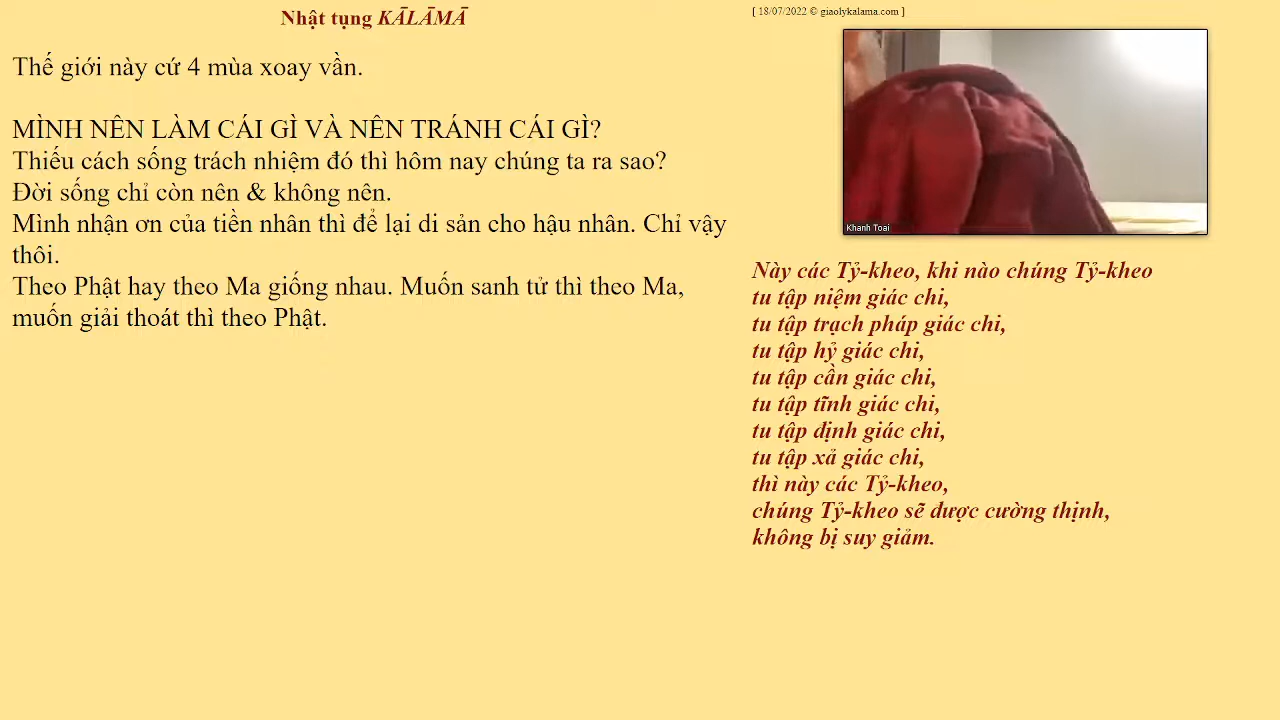 Nhật tụng KĀLĀMĀ
Thế giới này cứ 4 mùa xoay vần.
MÌNH NÊN LÀM CÁI GÌ VÀ NÊN TRÁNH CÁI GÌ?
Thiếu cách sống trách nhiệm đó thì hôm nay chúng ta ra sao?
Đời sống chỉ còn nên & không nên.
Mình nhận ơn của tiền nhân thì để lại di sản cho hậu nhân. Chỉ vậy
thôi.
Theo Phật hay theo Ma giống nhau. Muốn sanh tử thì theo Ma,
muốn giải thoát thì theo Phật.
[ 18/07/2022 © giaolykalama.com ]
Khanh Toai
Này các Tỷ-kheo, khi nào chúng Tỷ-kheo
tu tập niệm giác chi,
tu tập trạch pháp giác chi,
tu tập hỷ giác chi,
tu tập cần giác chi,
tu tập tĩnh giác chi,
tu tập định giác chi,
tu tập xả giác chi,
thì này các Tỷ-kheo,
chúng Tỷ-kheo sẽ được cường thịnh,
không bị suy giảm.